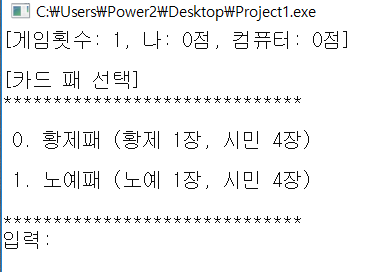 C:\Users\Power2\Desktop\Project1.exe
[게임횟수: 1, 나: 0점, 컴퓨터: 0점]
[카드 패 선택]
******************************
0. 황제패 (황제 1장, 시민 4장)
1. 노예패 (노예 1장, 시민 4장)
******************************
입력: